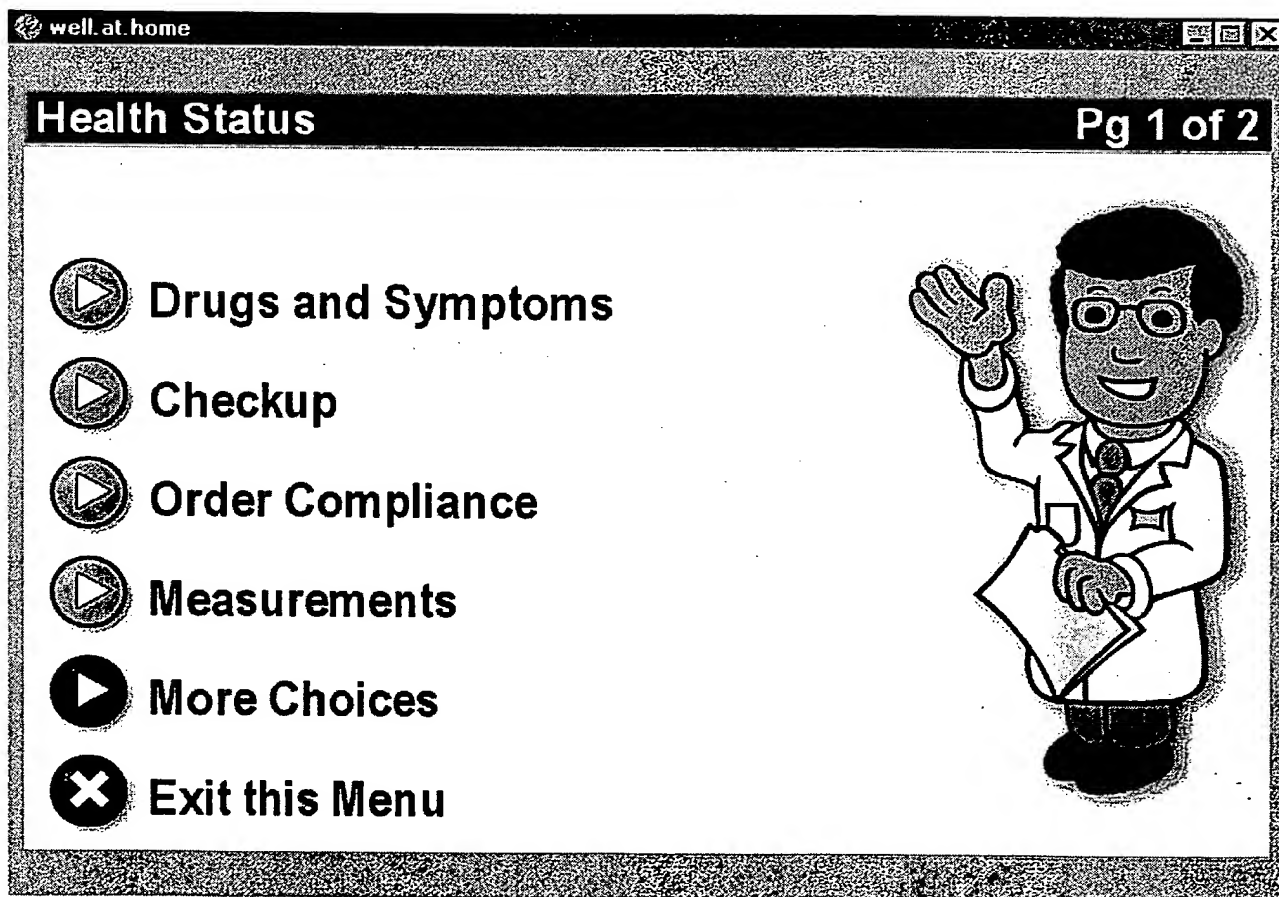 well.at.home
Health Status Pg 1 of 2
Drugs and Symptoms
Checkup
Order Compliance
Measurements
More Choices
Exit this Menu